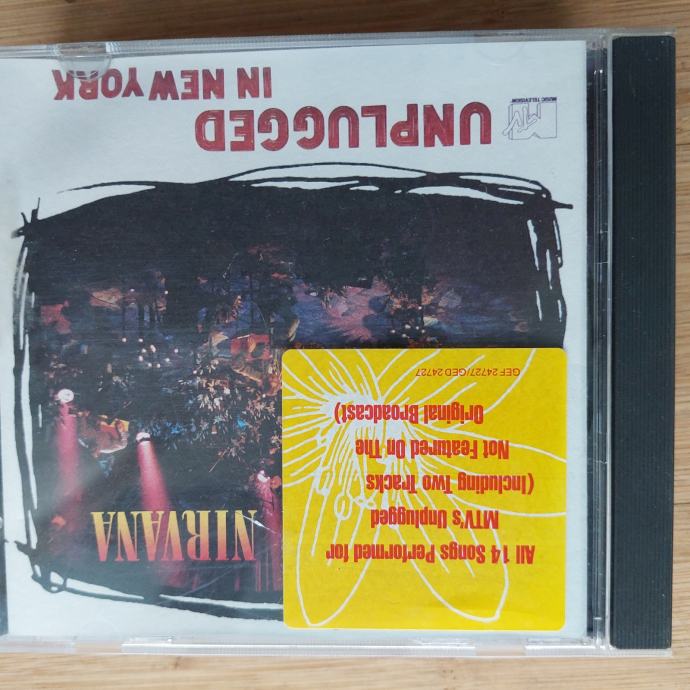 NIRVANA
All 14 Songs Performed for
MTV's Unplugged
(Including Two Tracks
Not Featured On The
Original Broadcast)
GEF 24727/GED 24727
MTV
MUSIC TELEVISION
UNPLUGGED
IN NEW YORK